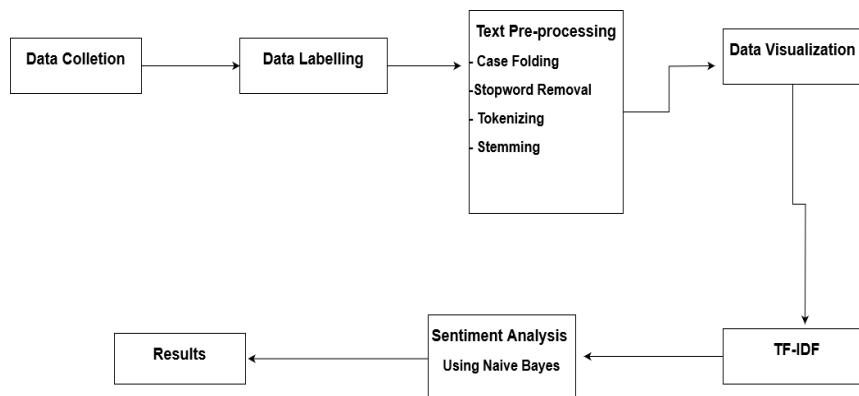 Data Colletion
Data Labelling
Text Pre-processing
- Case Folding
-Stopword Removal
- Tokenizing
- Stemming
Data Visualization
TF-IDF
Sentiment Analysis
Using Naive Bayes
Results